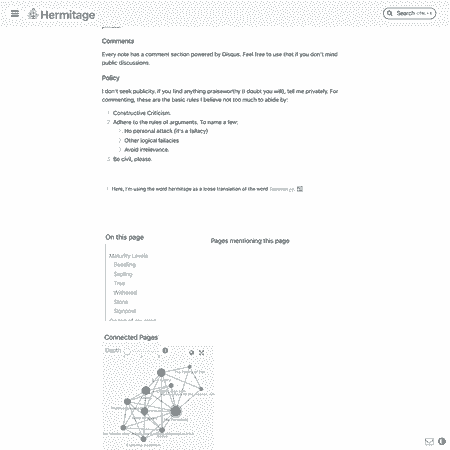 Hermitage
Search CTRL + K
Comments
Every note has a comment section powered by Disqus. Feel free to use that if you don't mind
public discussions.
Policy
I don't seek publicity. If you find anything praiseworthy (I doubt you will), tell me privately. For
commenting, these are the basic rules I believe not too much to abide by:
1 Constructive Criticism.
2 Adhere to the rules of arguments. To name a few:
No personal attack (it's a fallacy)
Other logical fallacies
Avoid irrelevance.
3 Be civil, please.
1 Here, I'm using the word hermitage as a loose translation of the word
On this page
Pages mentioning this page
Maturity Levels
Seedling
Sapling
Tree
Withered
Stone
Signpost
Connected Pages
Depth